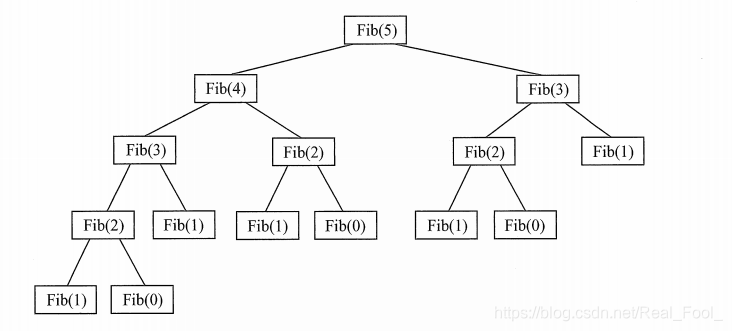 Fib(5)
Fib(4) Fib(3)
Fib(3) Fib(2) Fib(2) Fib(1)
Fib(2) Fib(1) Fib(1) Fib(0) Fib(1) Fib(0)
Fib(1) Fib(0)
https://blog.csdn.net/Real_Fool_